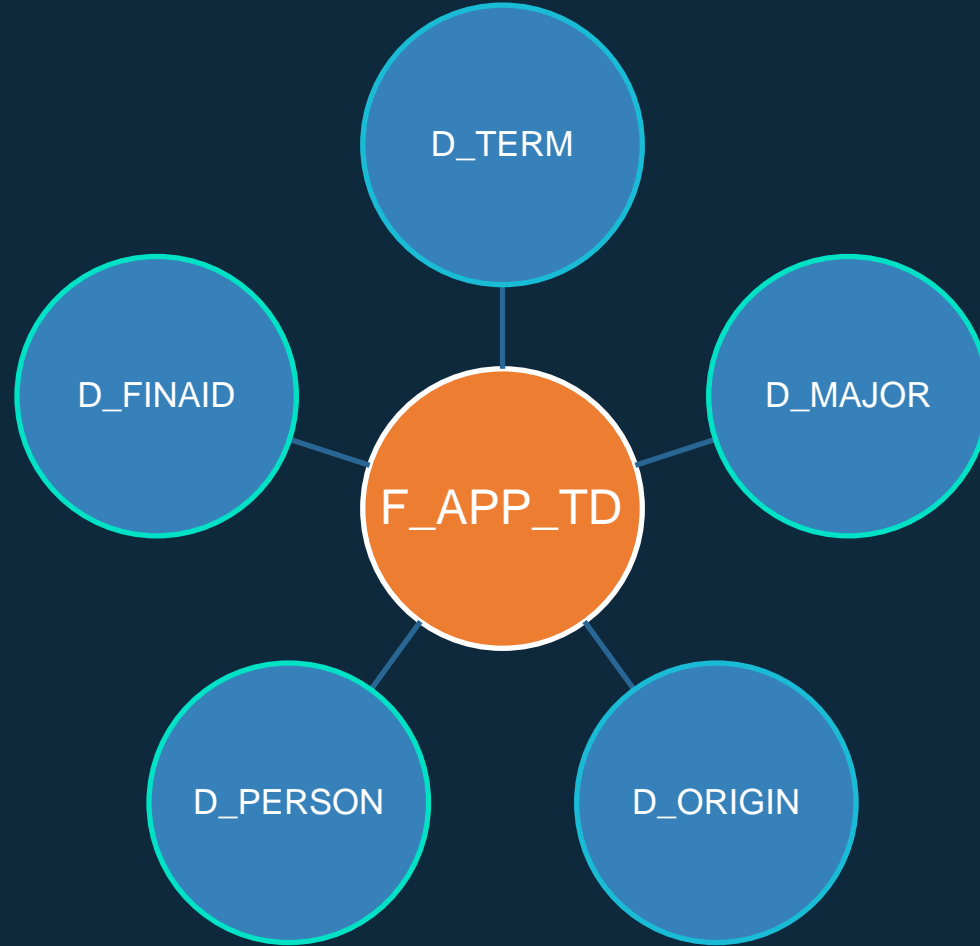 D_TERM
D_FINAID
D_MAJOR
F_APP_TD
D_PERSON
D_ORIGIN